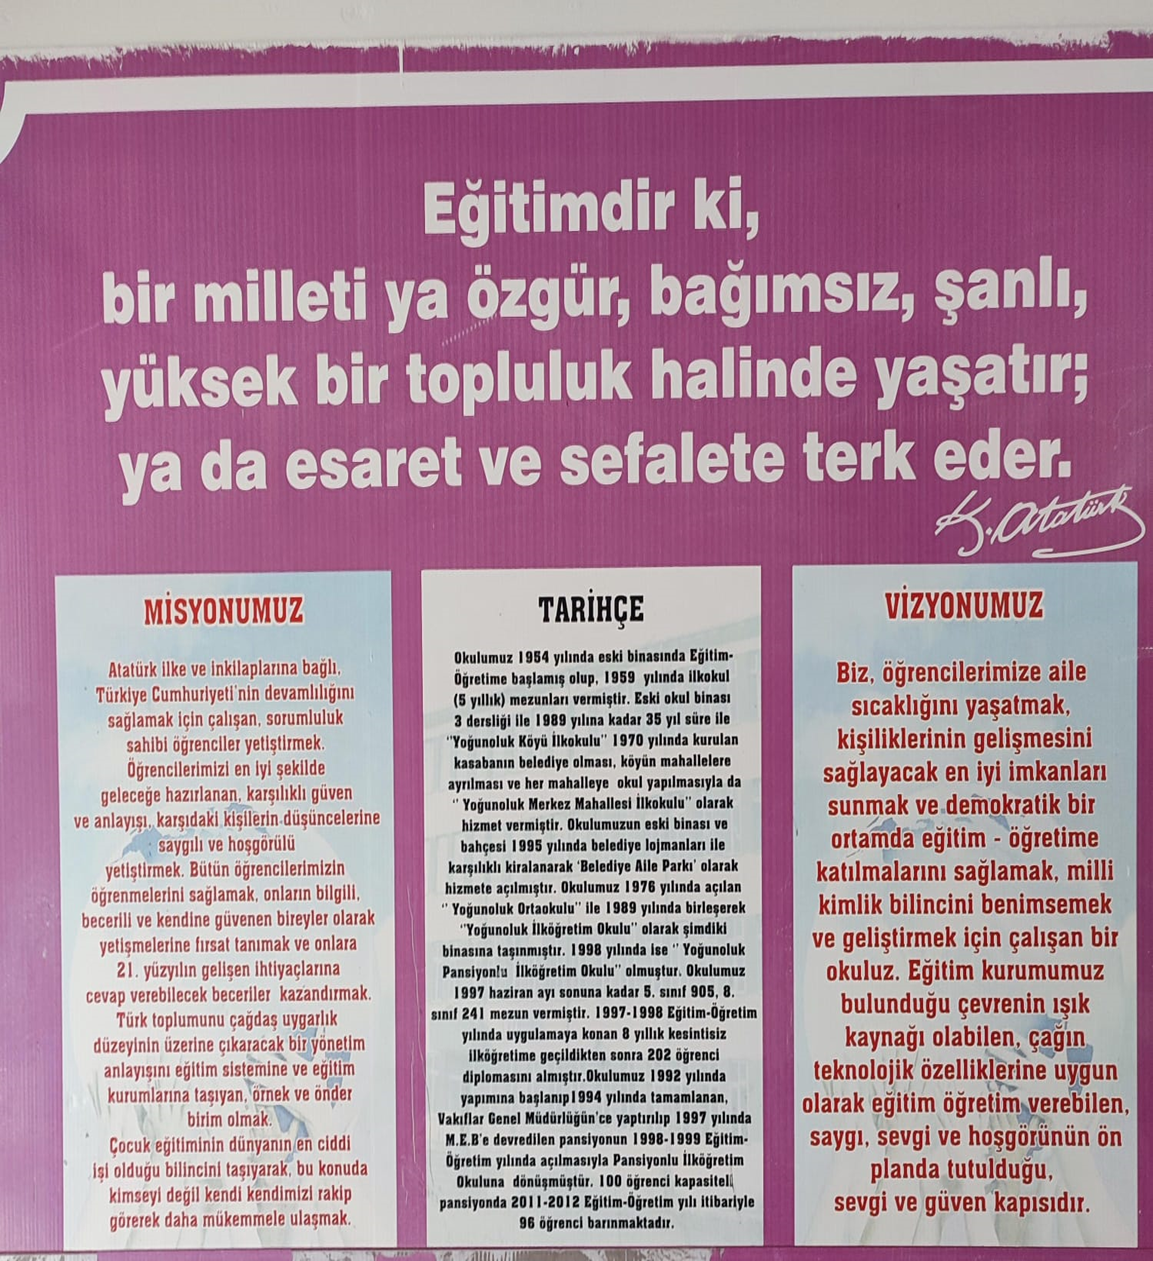 Eğitimdir ki,
bir milleti ya özgür, bağımsız, şanlı,
yüksek bir topluluk halinde yaşatır;
ya da esaret ve sefalete terk eder.
K. Atatürk
MİSYONUMUZ
Atatürk ilke ve inkilaplarına bağlı,
Türkiye Cumhuriyeti'nin devamlılığını
sağlamak için çalışan, sorumluluk
sahibi öğrenciler yetiştirmek.
Öğrencilerimizi en iyi şekilde
geleceğe hazırlanan, karşılıklı güven
ve anlayışı, karşıdaki kişilerin düşüncelerine
saygılı ve hoşgörülü
yetiştirmek. Bütün öğrencilerimizin
öğrenmelerini sağlamak, onların bilgili,
becerili ve kendine güvenen bireyler olarak
yetişmelerine fırsat tanımak ve onlara
21. yüzyılın gelişen ihtiyaçlarına
cevap verebilecek beceriler kazandırmak.
Türk toplumunu çağdaş uygarlık
düzeyinin üzerine çıkaracak bir yönetim
anlayışını eğitim sistemine ve eğitim
kurumlarına taşıyan, örnek ve önder
birim olmak.
Çocuk eğitiminin dünyanın en ciddi
işi olduğu bilincini taşıyarak, bu konuda
kimseyi değil kendi kendimizi rakip
görerek daha mükemmele ulaşmak.
TARİHÇE
Okulumuz 1954 yılında eski binasında Eğitim-
Öğretime başlamış olup, 1959 yılında ilkokul
(5 yıllık) mezunları vermiştir. Eski okul binası
3 dersliği ile 1989 yılına kadar 35 yıl süre ile
"Yoğunoluk Köyü İlkokulu" 1970 yılında kurulan
kasabanın belediye olması, köyün mahallelere
ayrılması ve her mahalleye okul yapılmasıyla da
" Yoğunoluk Merkez Mahallesi İlkokulu" olarak
hizmet vermiştir. Okulumuzun eski binası ve
bahçesi 1995 yılında belediye lojmanları ile
karşılıklı kiralanarak 'Belediye Aile Parkı' olarak
hizmete açılmıştır. Okulumuz 1976 yılında açılan
" Yoğunoluk Ortaokulu" ile 1989 yılında birleşerek
"Yoğunoluk İlköğretim Okulu" olarak şimdiki
binasına taşınmıştır. 1998 yılında ise " Yoğunoluk
Pansiyonlu İlköğretim Okulu" olmuştur. Okulumuz
1997 haziran ayı sonuna kadar 5. sınıf 905, 8.
sınıf 241 mezun vermiştir. 1997-1998 Eğitim-Öğretim
yılında uygulamaya konan 8 yıllık kesintisiz
ilköğretime geçildikten sonra 202 öğrenci
diplomasını almıştır.Okulumuz 1992 yılında
yapımına başlanıp1994 yılında tamamlanan,
Vakıflar Genel Müdürlüğün'ce yaptırılıp 1997 yılında
M.E.B'e devredilen pansiyonun 1998-1999 Eğitim-
Öğretim yılında açılmasıyla Pansiyonlu İlköğretim
Okuluna dönüşmüştür. 100 öğrenci kapasiteli
pansiyonda 2011-2012 Eğitim-Öğretim yılı itibariyle
96 öğrenci barınmaktadır.
VİZYONUMUZ
Biz, öğrencilerimize aile
sıcaklığını yaşatmak,
kişiliklerinin gelişmesini
sağlayacak en iyi imkanları
sunmak ve demokratik bir
ortamda eğitim - öğretime
katılmalarını sağlamak, milli
kimlik bilincini benimsemek
ve geliştirmek için çalışan bir
okuluz. Eğitim kurumumuz
bulunduğu çevrenin ışık
kaynağı olabilen, çağın
teknolojik özelliklerine uygun
olarak eğitim öğretim verebilen,
saygı, sevgi ve hoşgörünün ön
planda tutulduğu,
sevgi ve güven kapısıdır.